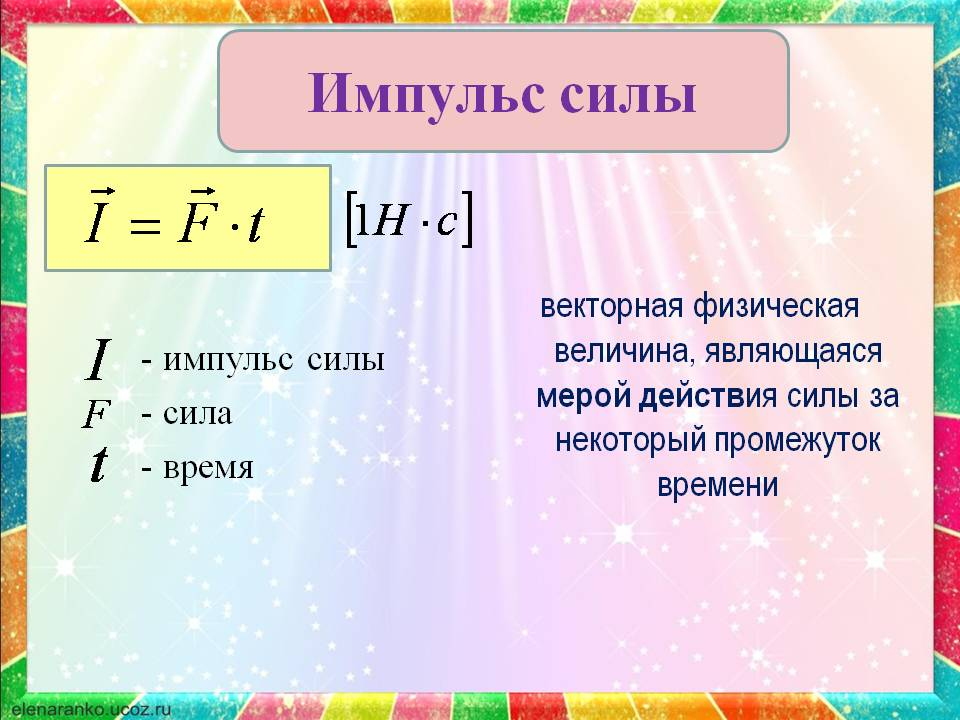 Импульс силы
I⃗ = F⃗ · t [1Н · с]
I - импульс силы
F - сила
t - время
векторная физическая
величина, являющаяся
мерой действия силы за
некоторый промежуток
времени
elenaranko.ucoz.ru